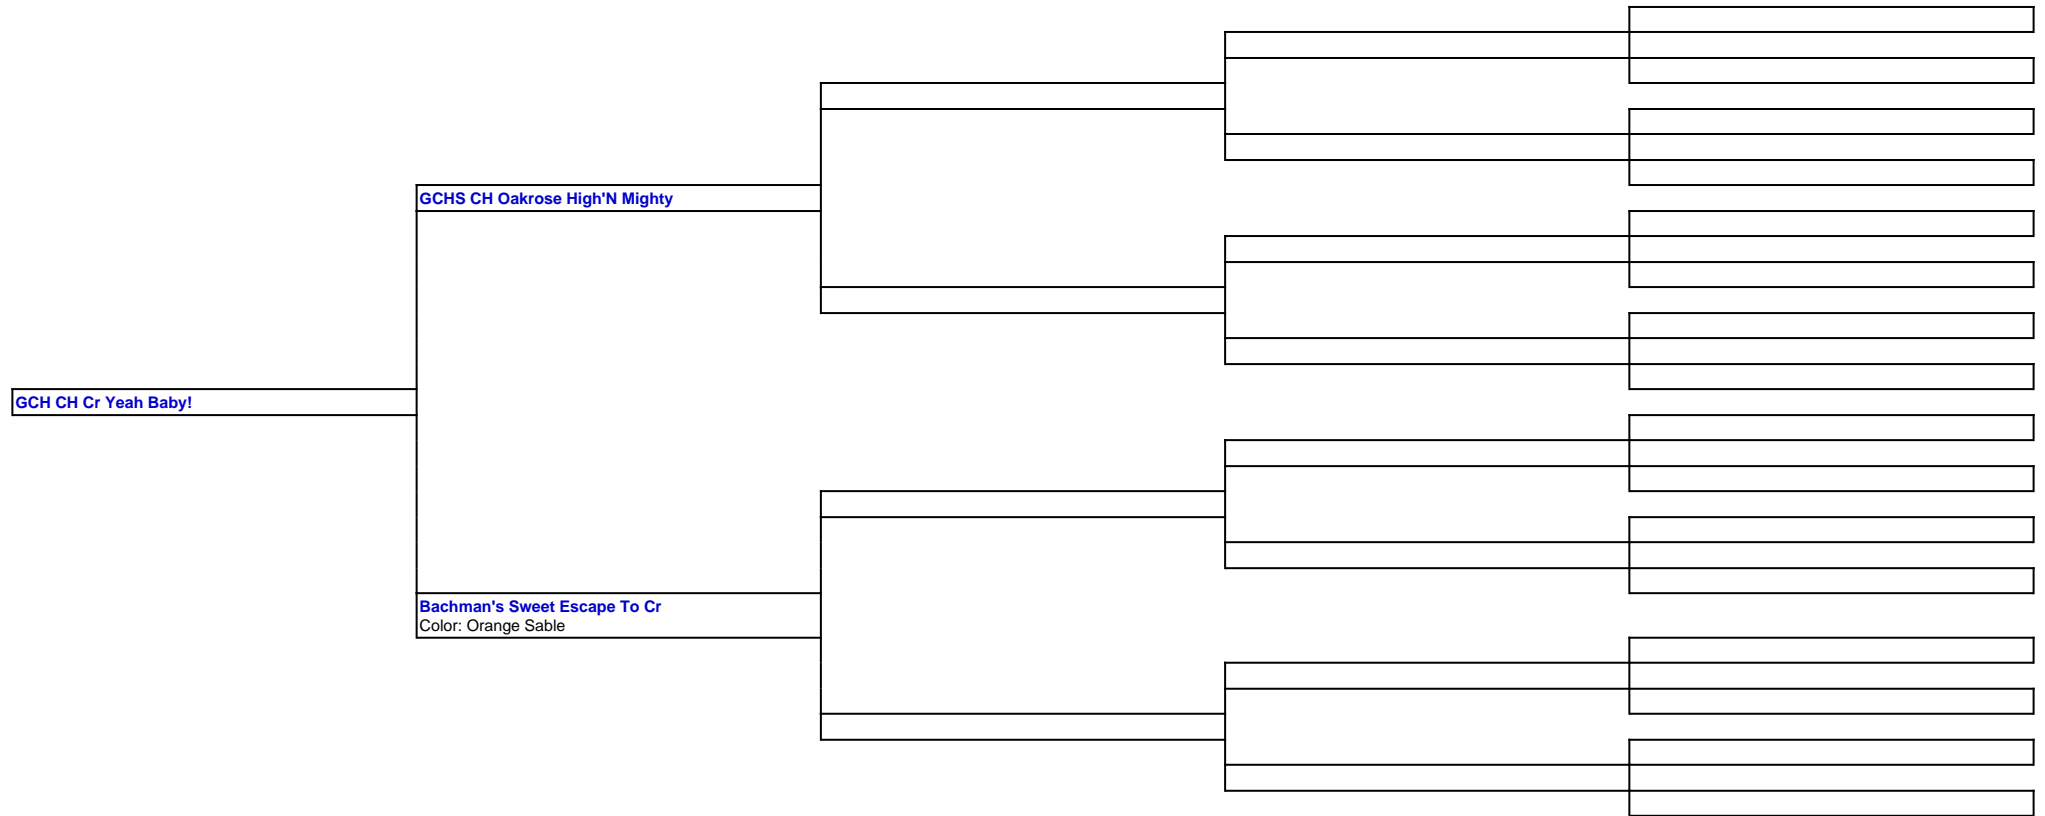 GCHS CH Oakrose High'N Mighty
GCH CH Cr Yeah Baby!
Bachman's Sweet Escape To Cr
Color: Orange Sable